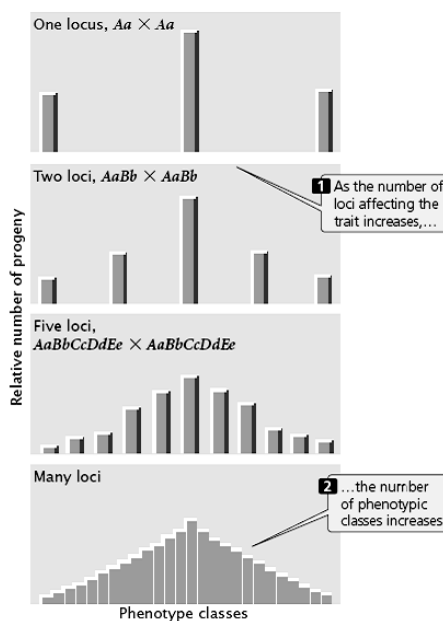 One locus, Aa × Aa
Two loci, AaBb × AaBb
1 As the number of
loci affecting the
trait increases,…
Relative number of progeny
Five loci,
AaBbCcDdEe × AaBbCcDdEe
Many loci
2 …the number
of phenotypic
classes increases
Phenotype classes